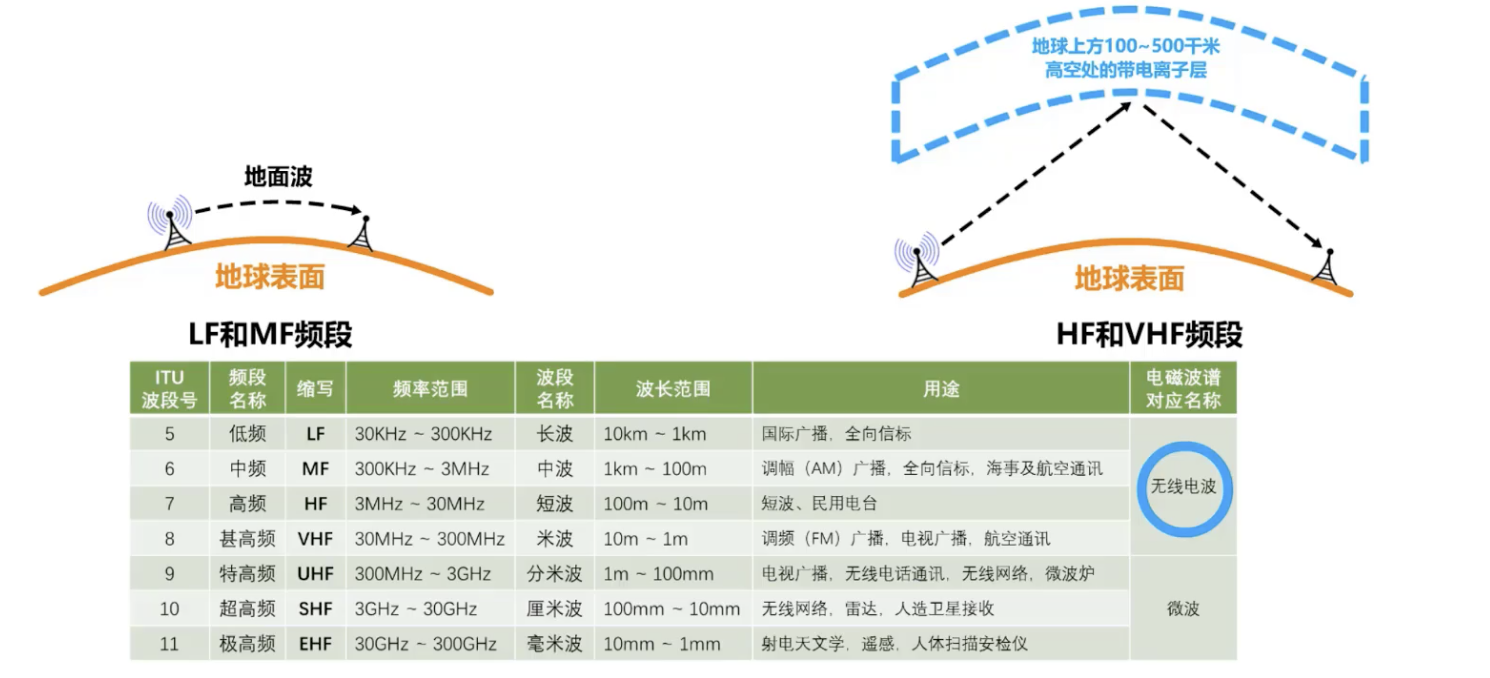 地球上方100~500千米
高空处的带电离子层
地面波
地球表面
地球表面
LF和MF频段
HF和VHF频段
ITU 波段号 频段名称 缩写 频率范围 波段名称 波长范围 用途 电磁波谱对应名称
5 低频 LF 30KHz ~ 300KHz 长波 10km ~ 1km 国际广播、全向信标
6 中频 MF 300KHz ~ 3MHz 中波 1km ~ 100m 调幅（AM）广播、全向信标、海事及航空通讯
无线电波
7 高频 HF 3MHz ~ 30MHz 短波 100m ~ 10m 短波、民用电台
8 甚高频 VHF 30MHz ~ 300MHz 米波 10m ~ 1m 调频（FM）广播、电视广播、航空通讯
9 特高频 UHF 300MHz ~ 3GHz 分米波 1m ~ 100mm 电视广播、无线电话通讯、无线网络、微波炉
10 超高频 SHF 3GHz ~ 30GHz 厘米波 100mm ~ 10mm 无线网络、雷达、人造卫星接收 微波
11 极高频 EHF 30GHz ~ 300GHz 毫米波 10mm ~ 1mm 射电天文学、遥感、人体扫描安检仪